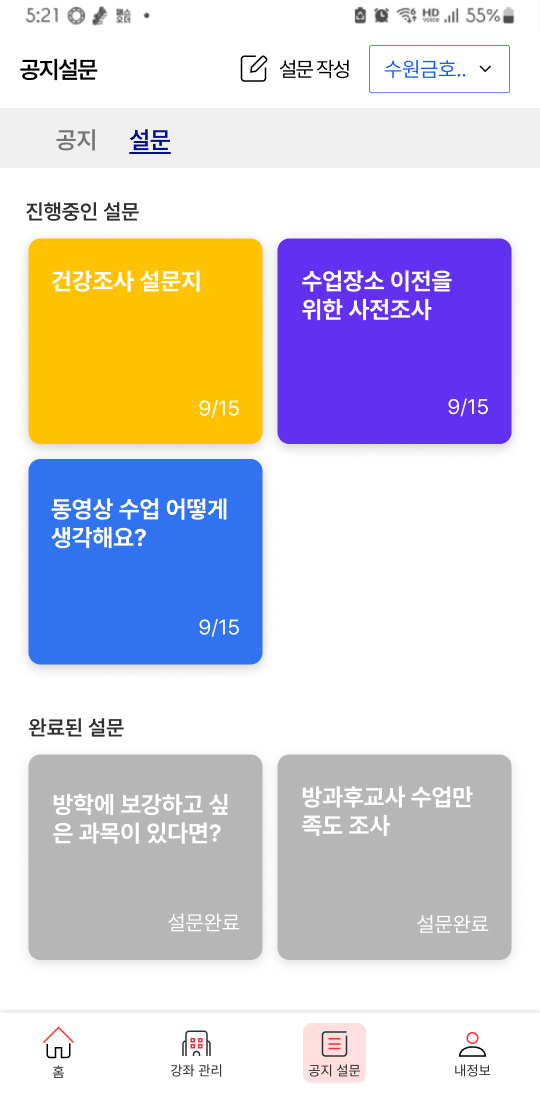 5:21 55%
공지설문 설문 작성 수원금호..
공지 설문
진행중인 설문
건강조사 설문지
9/15
수업장소 이전을
위한 사전조사
9/15
동영상 수업 어떻게
생각해요?
9/15
완료된 설문
방학에 보강하고 싶
은 과목이 있다면?
설문완료
방과후교사 수업만
족도 조사
설문완료
홈 강좌 관리 공지 설문 내정보